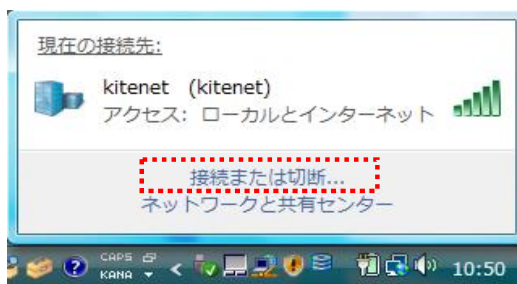 現在の接続先:
kitenet (kitenet)
アクセス: ローカルとインターネット
接続または切断...
ネットワークと共有センター
CAPS
KANA
10:50